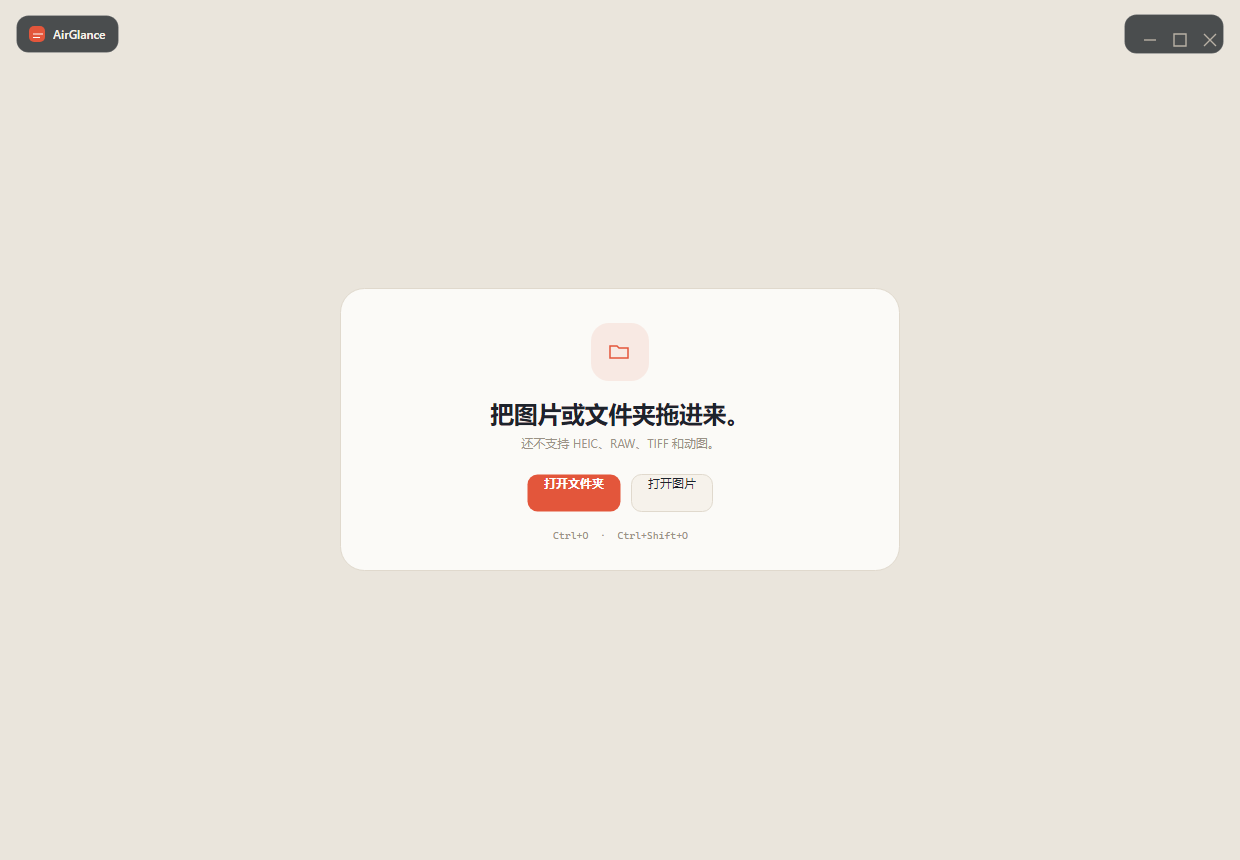 AirGlance
把图片或文件夹拖进来。
还不支持 HEIC、RAW、TIFF 和动图。
打开文件夹 打开图片
Ctrl+O · Ctrl+Shift+O